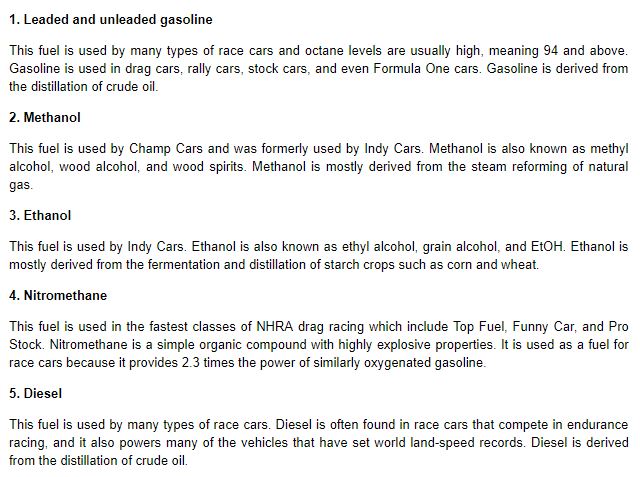 1. Leaded and unleaded gasoline
This fuel is used by many types of race cars and octane levels are usually high, meaning 94 and above.
Gasoline is used in drag cars, rally cars, stock cars, and even Formula One cars. Gasoline is derived from
the distillation of crude oil.
2. Methanol
This fuel is used by Champ Cars and was formerly used by Indy Cars. Methanol is also known as methyl
alcohol, wood alcohol, and wood spirits. Methanol is mostly derived from the steam reforming of natural
gas.
3. Ethanol
This fuel is used by Indy Cars. Ethanol is also known as ethyl alcohol, grain alcohol, and EtOH. Ethanol is
mostly derived from the fermentation and distillation of starch crops such as corn and wheat.
4. Nitromethane
This fuel is used in the fastest classes of NHRA drag racing which include Top Fuel, Funny Car, and Pro
Stock. Nitromethane is a simple organic compound with highly explosive properties. It is used as a fuel for
race cars because it provides 2.3 times the power of similarly oxygenated gasoline.
5. Diesel
This fuel is used by many types of race cars. Diesel is often found in race cars that compete in endurance
racing, and it also powers many of the vehicles that have set world land-speed records. Diesel is derived
from the distillation of crude oil.